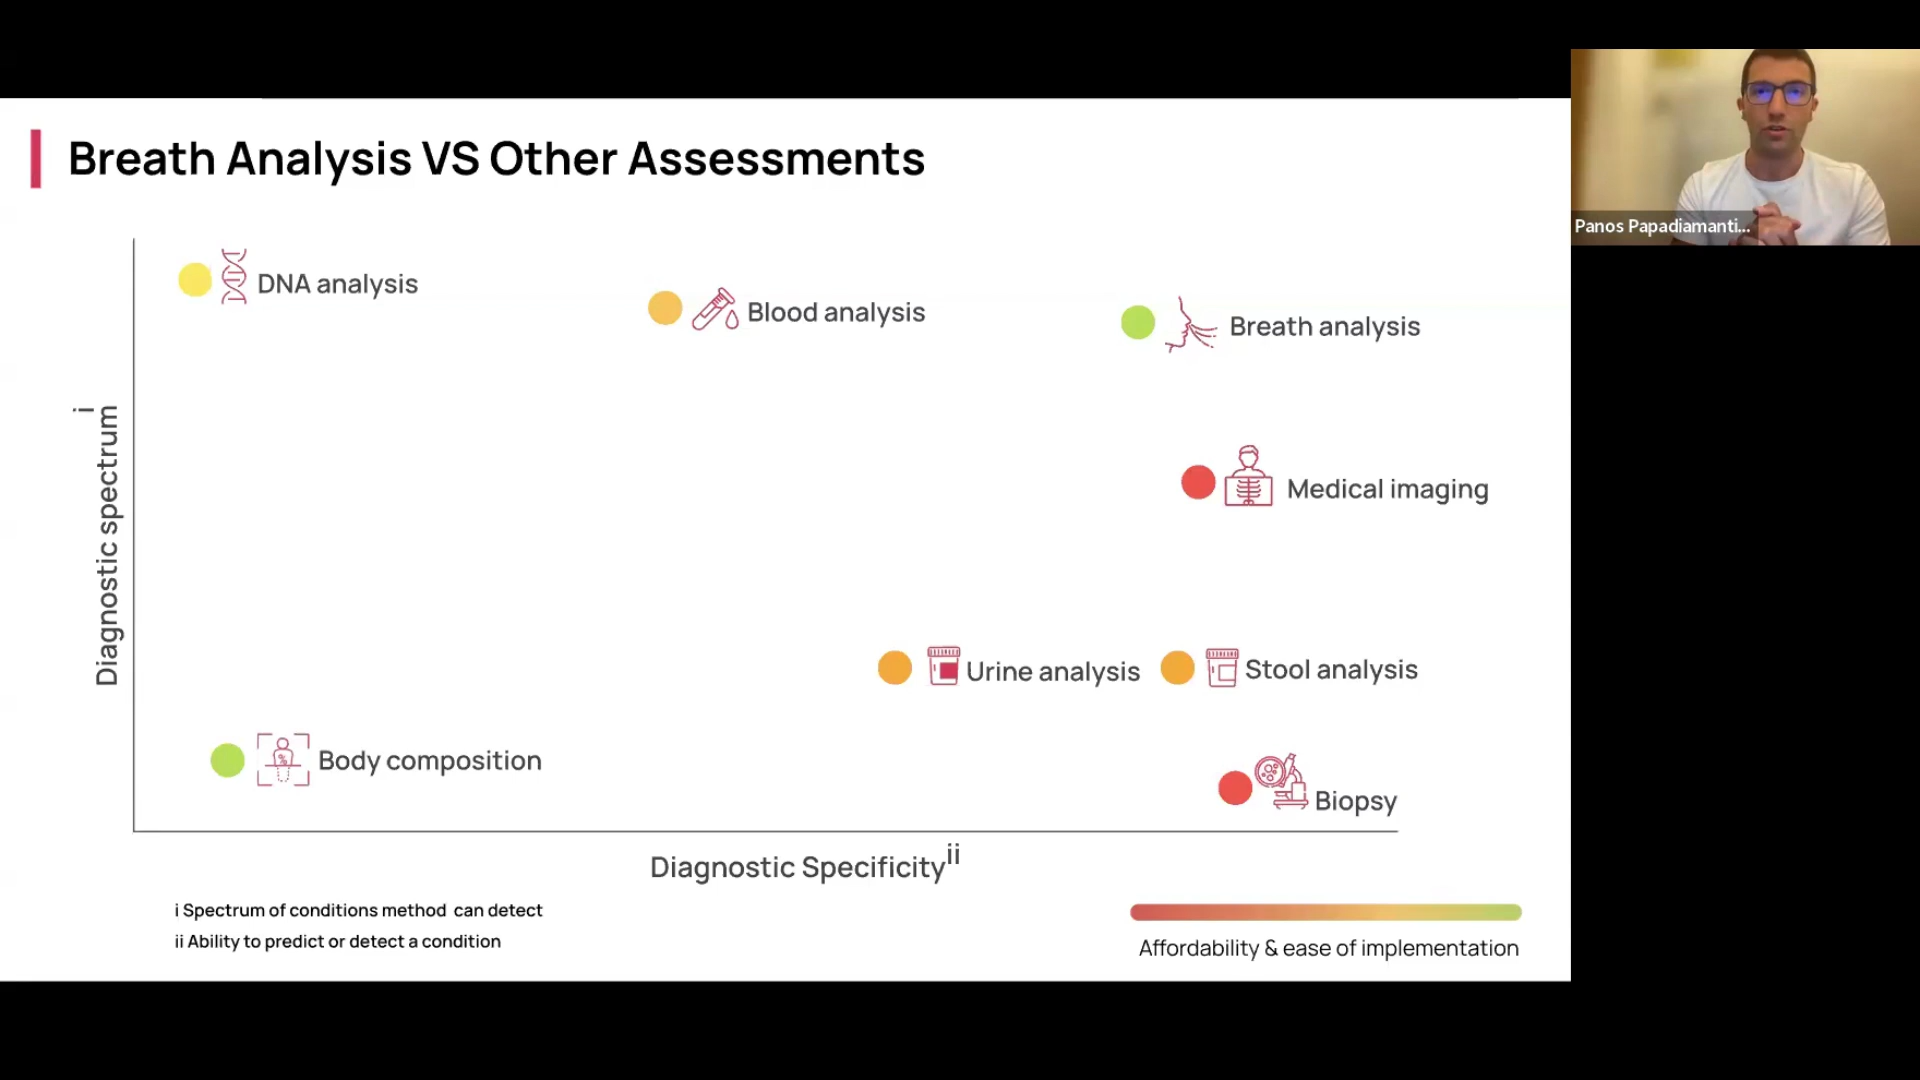 Breath Analysis VS Other Assessments
Panos Papadiamanti...
DNA analysis
Blood analysis
Breath analysis
Medical imaging
Diagnostic spectrum i
Urine analysis
Stool analysis
Body composition
Biopsy
Diagnostic Specificity ii
i Spectrum of conditions method can detect
ii Ability to predict or detect a condition
Affordability & ease of implementation